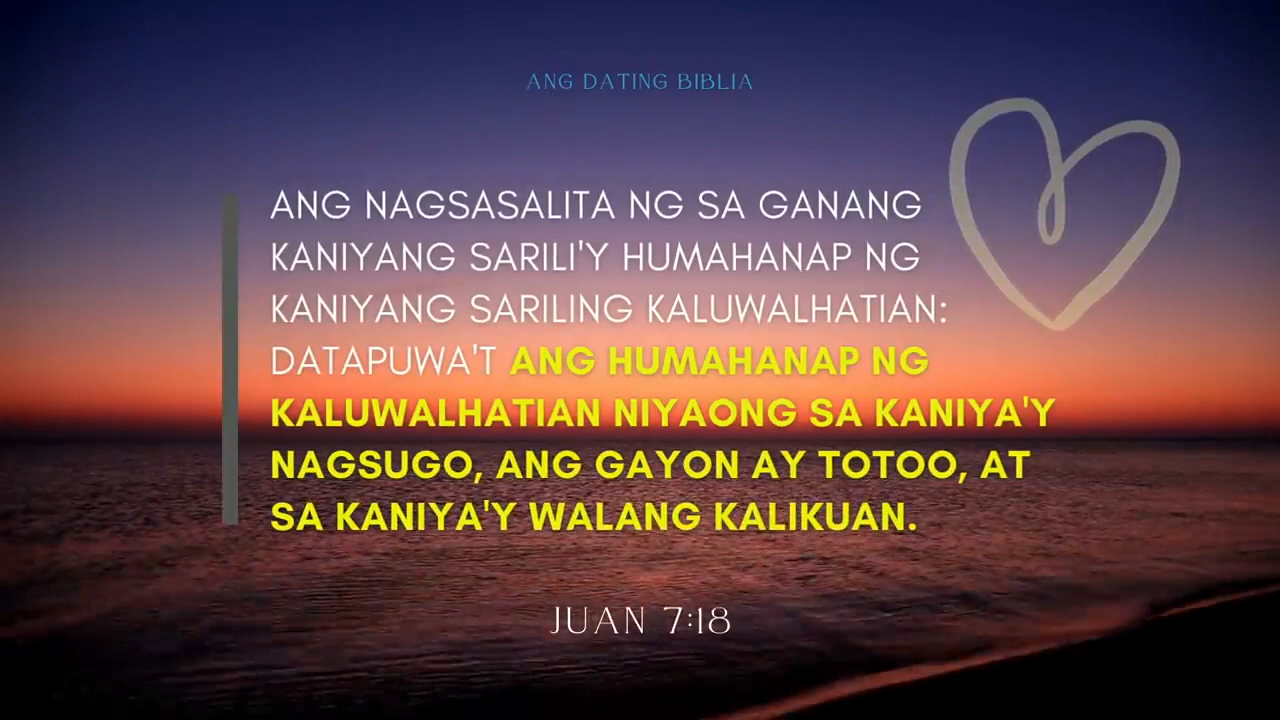 ANG DATING BIBLIA
ANG NAGSASALITA NG SA GANANG
KANIYANG SARILI'Y HUMAHANAP NG
KANIYANG SARILING KALUWALHATIAN:
DATAPUWA'T ANG HUMAHANAP NG
KALUWALHATIAN NIYAONG SA KANIYA'Y
NAGSUGO, ANG GAYON AY TOTOO, AT
SA KANIYA'Y WALANG KALIKUAN.
JUAN 7:18